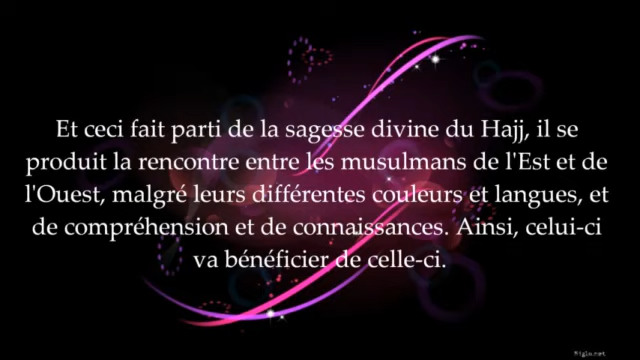 Et ceci fait parti de la sagesse divine du Hajj, il se
produit la rencontre entre les musulmans de l'Est et de
l'Ouest, malgré leurs différentes couleurs et langues, et
de compréhension et de connaissances. Ainsi, celui-ci
va bénéficier de celle-ci.